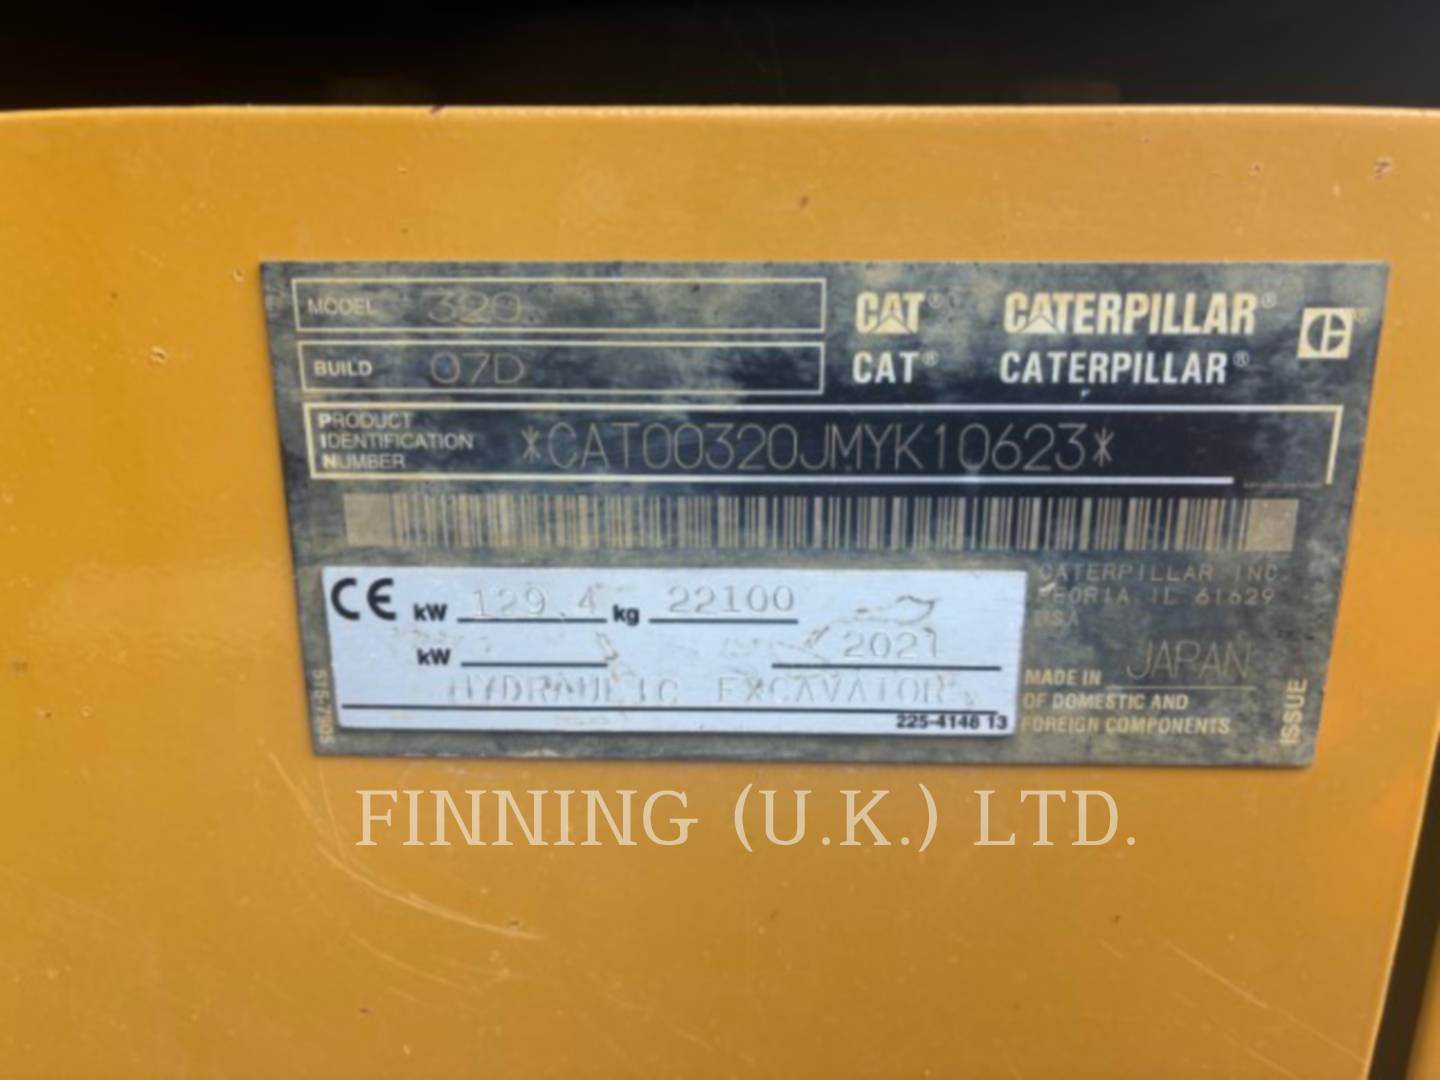 MODEL 320
BUILD 07D
CAT® CATERPILLAR®
CAT® CATERPILLAR®
PRODUCT
IDENTIFICATION
NUMBER
*CAT00320JMYK10623*
CE kW 129.4 kg 22100
kW 2021
HYDRAULIC EXCAVATOR
225-4148 13
CATERPILLAR INC.
PEORIA, IL 61629
USA
MADE IN JAPAN
OF DOMESTIC AND
FOREIGN COMPONENTS
ISSUE
FINNING (U.K.) LTD.